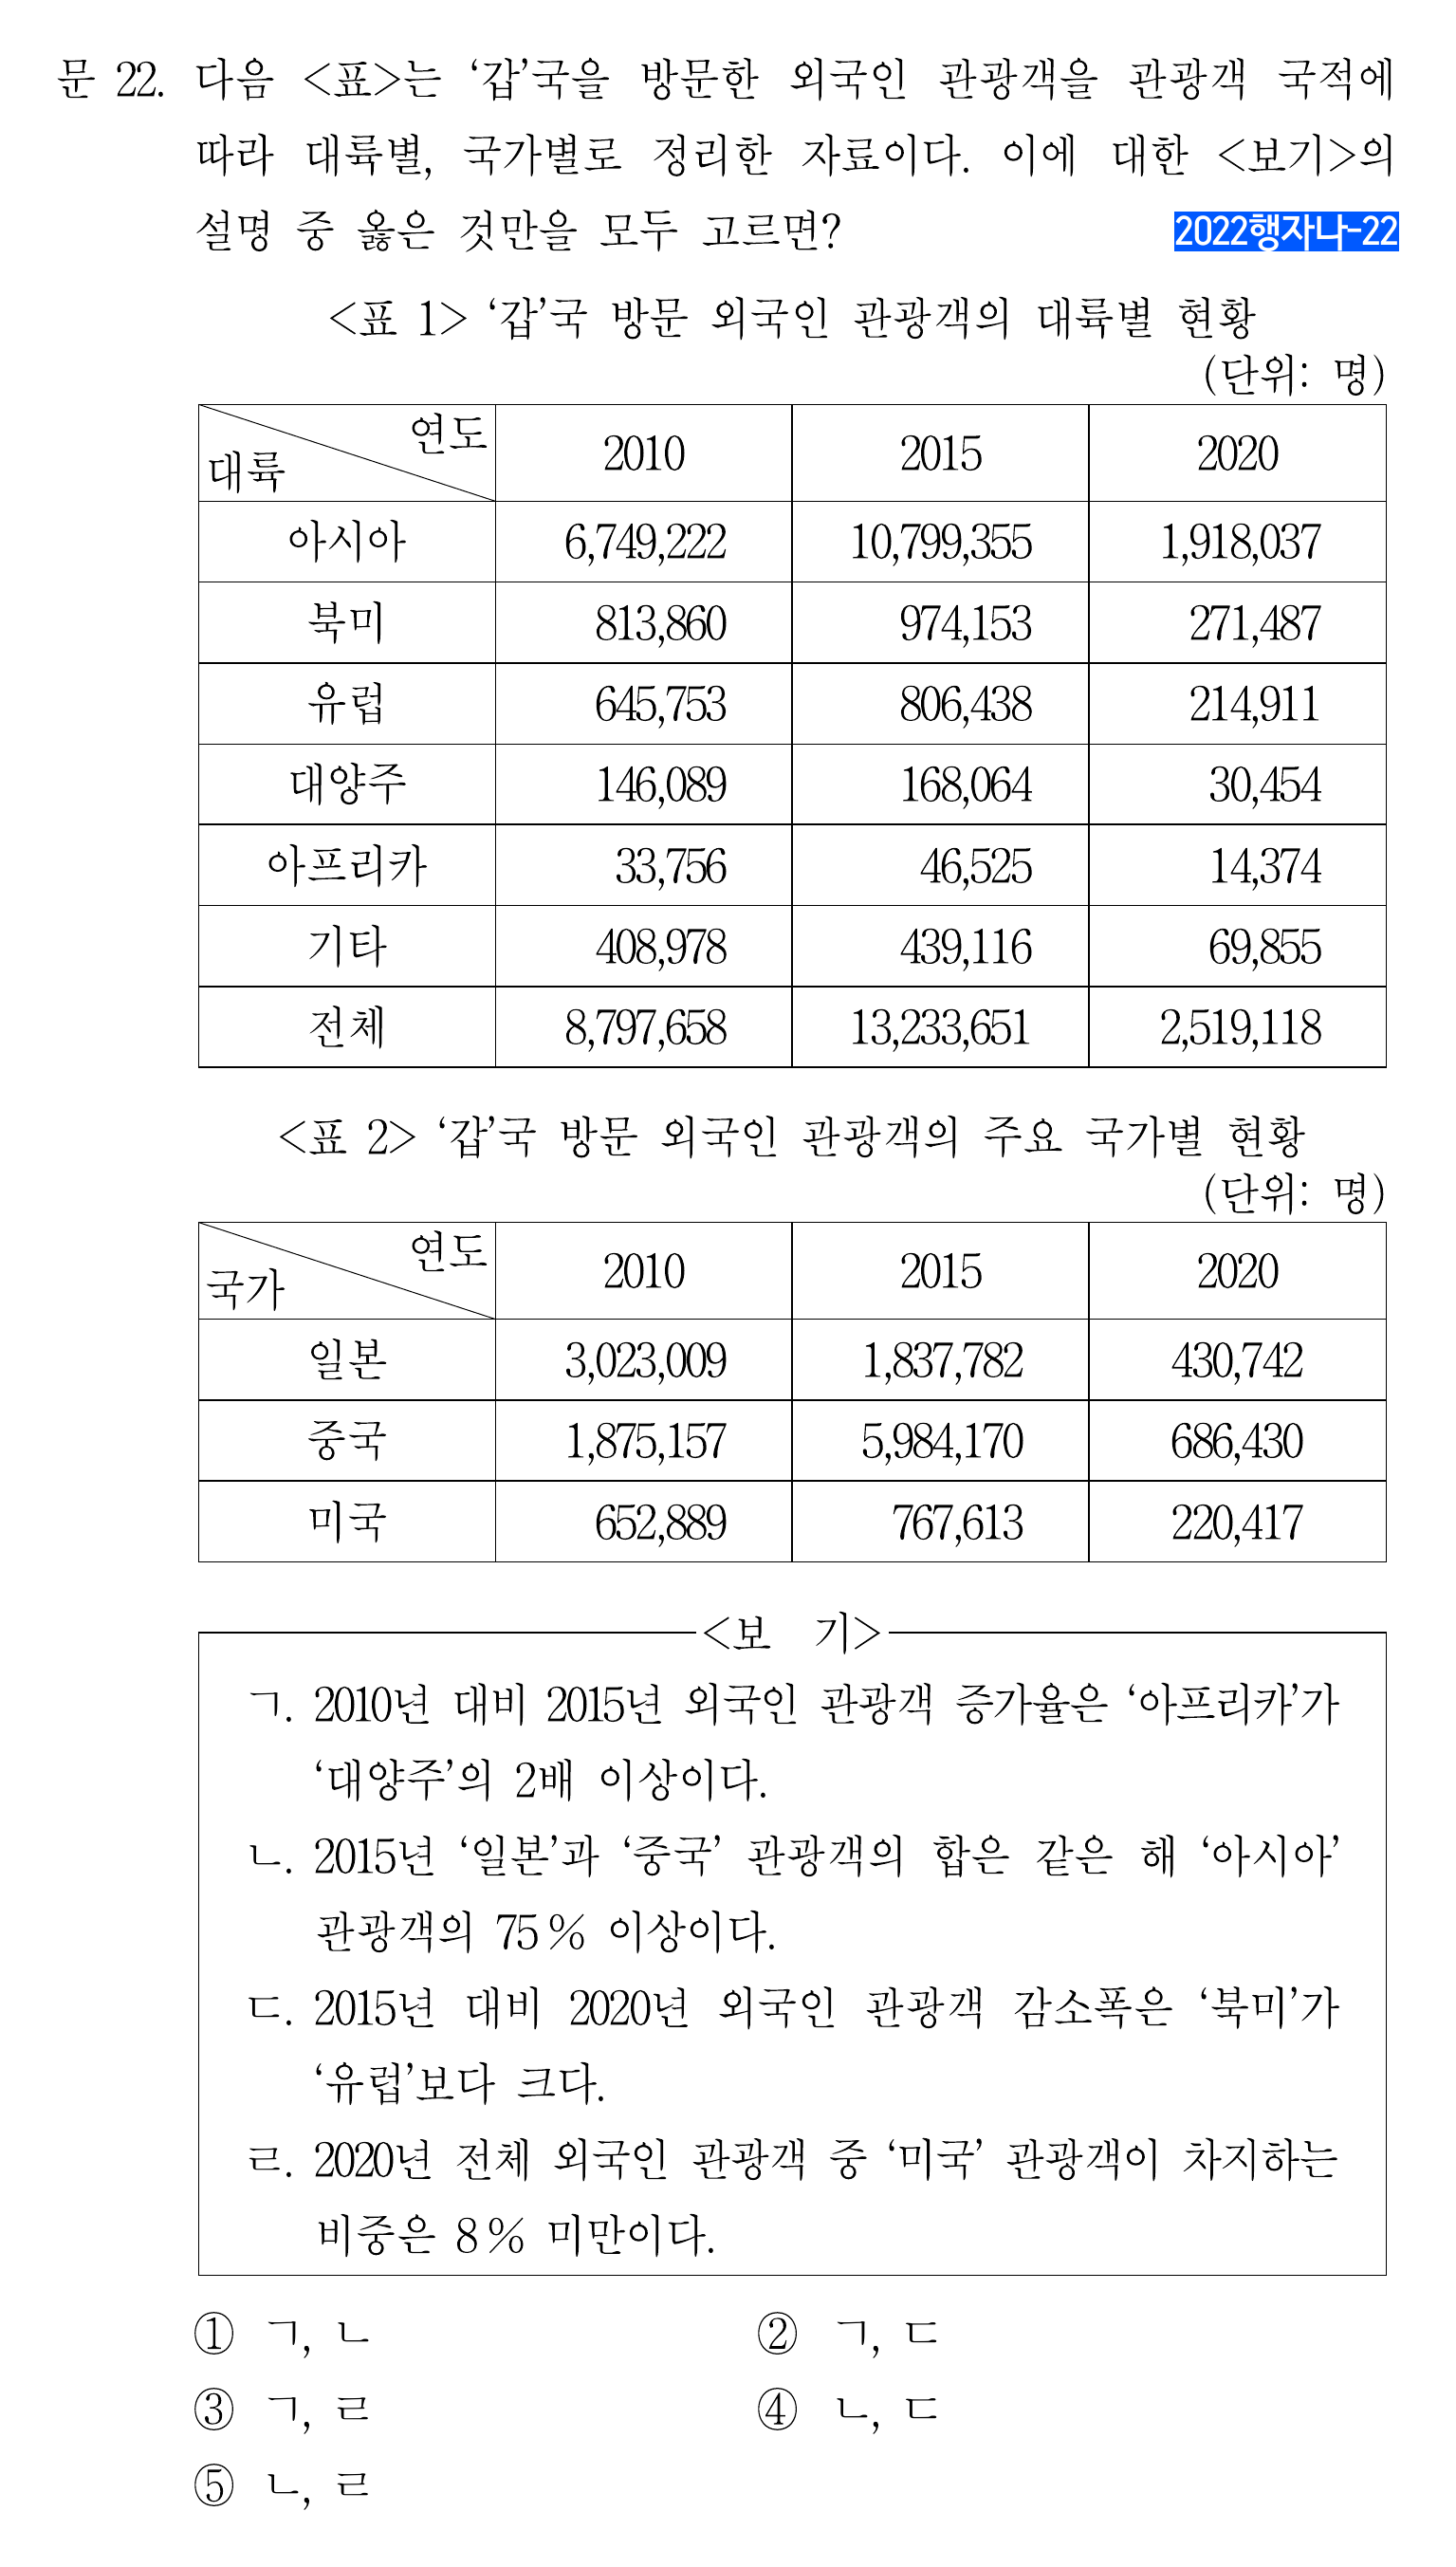 문 22. 다음 <표>는 ‘갑’국을 방문한 외국인 관광객을 관광객 국적에
따라 대륙별, 국가별로 정리한 자료이다. 이에 대한 <보기>의
설명 중 옳은 것만을 모두 고르면? 2022행자나-22
<표 1> ‘갑’국 방문 외국인 관광객의 대륙별 현황
(단위: 명)
대륙 연도 2010 2015 2020
아시아 6,749,222 10,799,355 1,918,037
북미 813,860 974,153 271,487
유럽 645,753 806,438 214,911
대양주 146,089 168,064 30,454
아프리카 33,756 46,525 14,374
기타 408,978 439,116 69,855
전체 8,797,658 13,233,651 2,519,118
<표 2> ‘갑’국 방문 외국인 관광객의 주요 국가별 현황
(단위: 명)
국가 연도 2010 2015 2020
일본 3,023,009 1,837,782 430,742
중국 1,875,157 5,984,170 686,430
미국 652,889 767,613 220,417
<보 기>
ㄱ. 2010년 대비 2015년 외국인 관광객 증가율은 ‘아프리카’가
‘대양주’의 2배 이상이다.
ㄴ. 2015년 ‘일본’과 ‘중국’ 관광객의 합은 같은 해 ‘아시아’
관광객의 75% 이상이다.
ㄷ. 2015년 대비 2020년 외국인 관광객 감소폭은 ‘북미’가
‘유럽’보다 크다.
ㄹ. 2020년 전체 외국인 관광객 중 ‘미국’ 관광객이 차지하는
비중은 8% 미만이다.
① ㄱ, ㄴ ② ㄱ, ㄷ
③ ㄱ, ㄹ ④ ㄴ, ㄷ
⑤ ㄴ, ㄹ